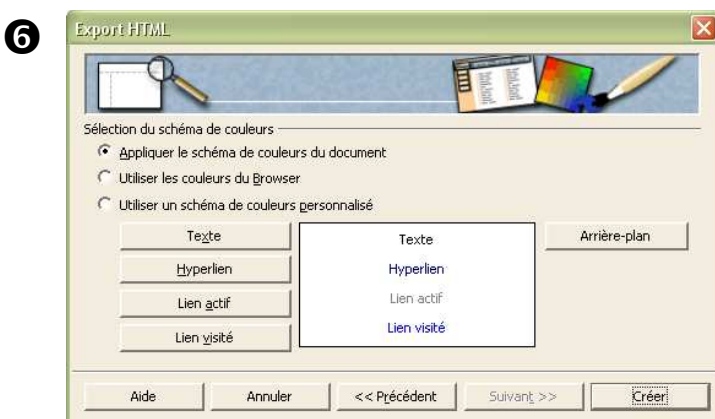 6
Export HTML
Sélection du schéma de couleurs
Appliquer le schéma de couleurs du document
Utiliser les couleurs du Browser
Utiliser un schéma de couleurs personnalisé
Texte Texte Arrière-plan
Hyperlien Hyperlien
Lien actif Lien actif
Lien visité Lien visité
Aide Annuler << Précédent Suivant >> Créer